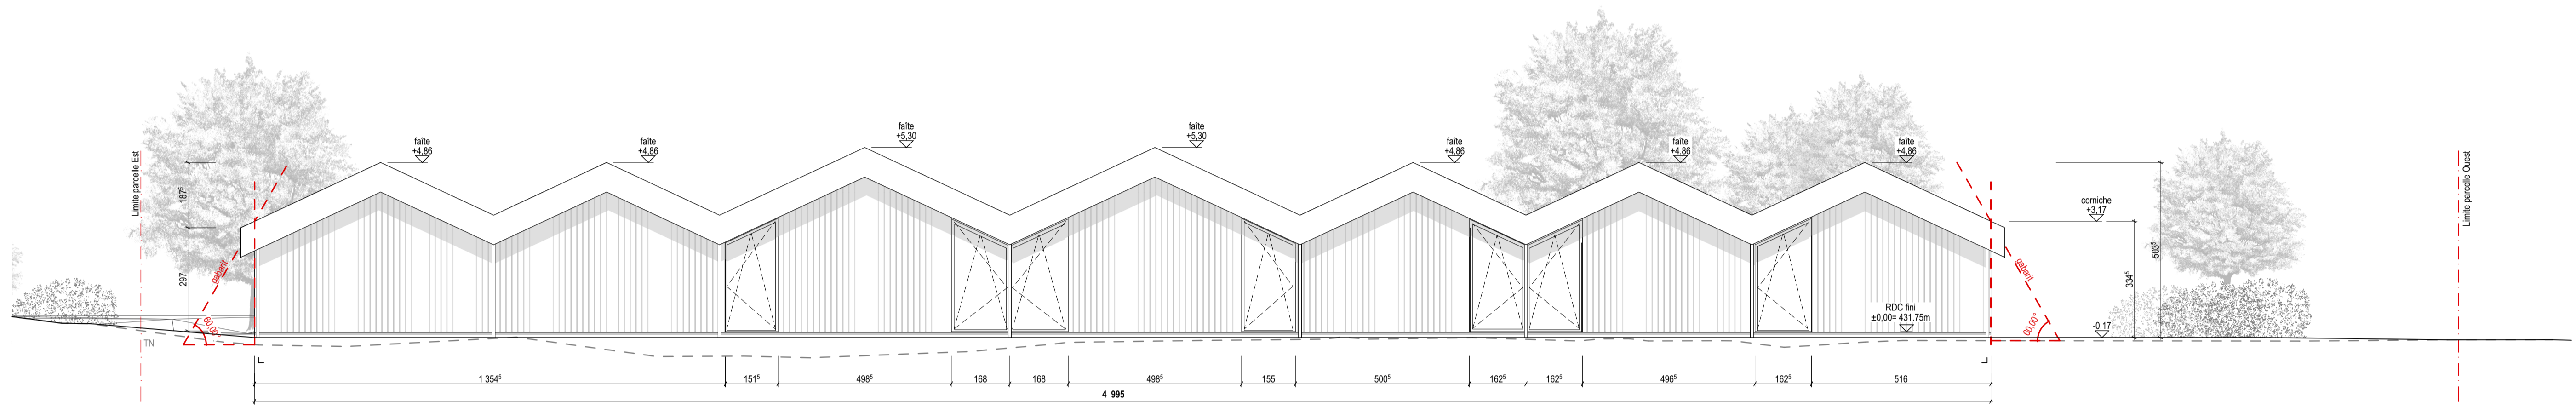 faîte
+4,86
faîte
+4,86
faîte
+5,30
faîte
+5,30
faîte
+4,86
faîte
+4,86
faîte
+4,86
Limite parcelle Est
Limite parcelle Ouest
187⁵
297
gabarit
60,00°
TN
corniche
+3,17
503⁵
334⁵
gabarit
60,00°
RDC fini
±0,00= 431.75m
-0,17
1 354⁵
151⁵
498⁵
168
168
498⁵
155
500⁵
162⁵
162⁵
496⁵
162⁵
516
4 995